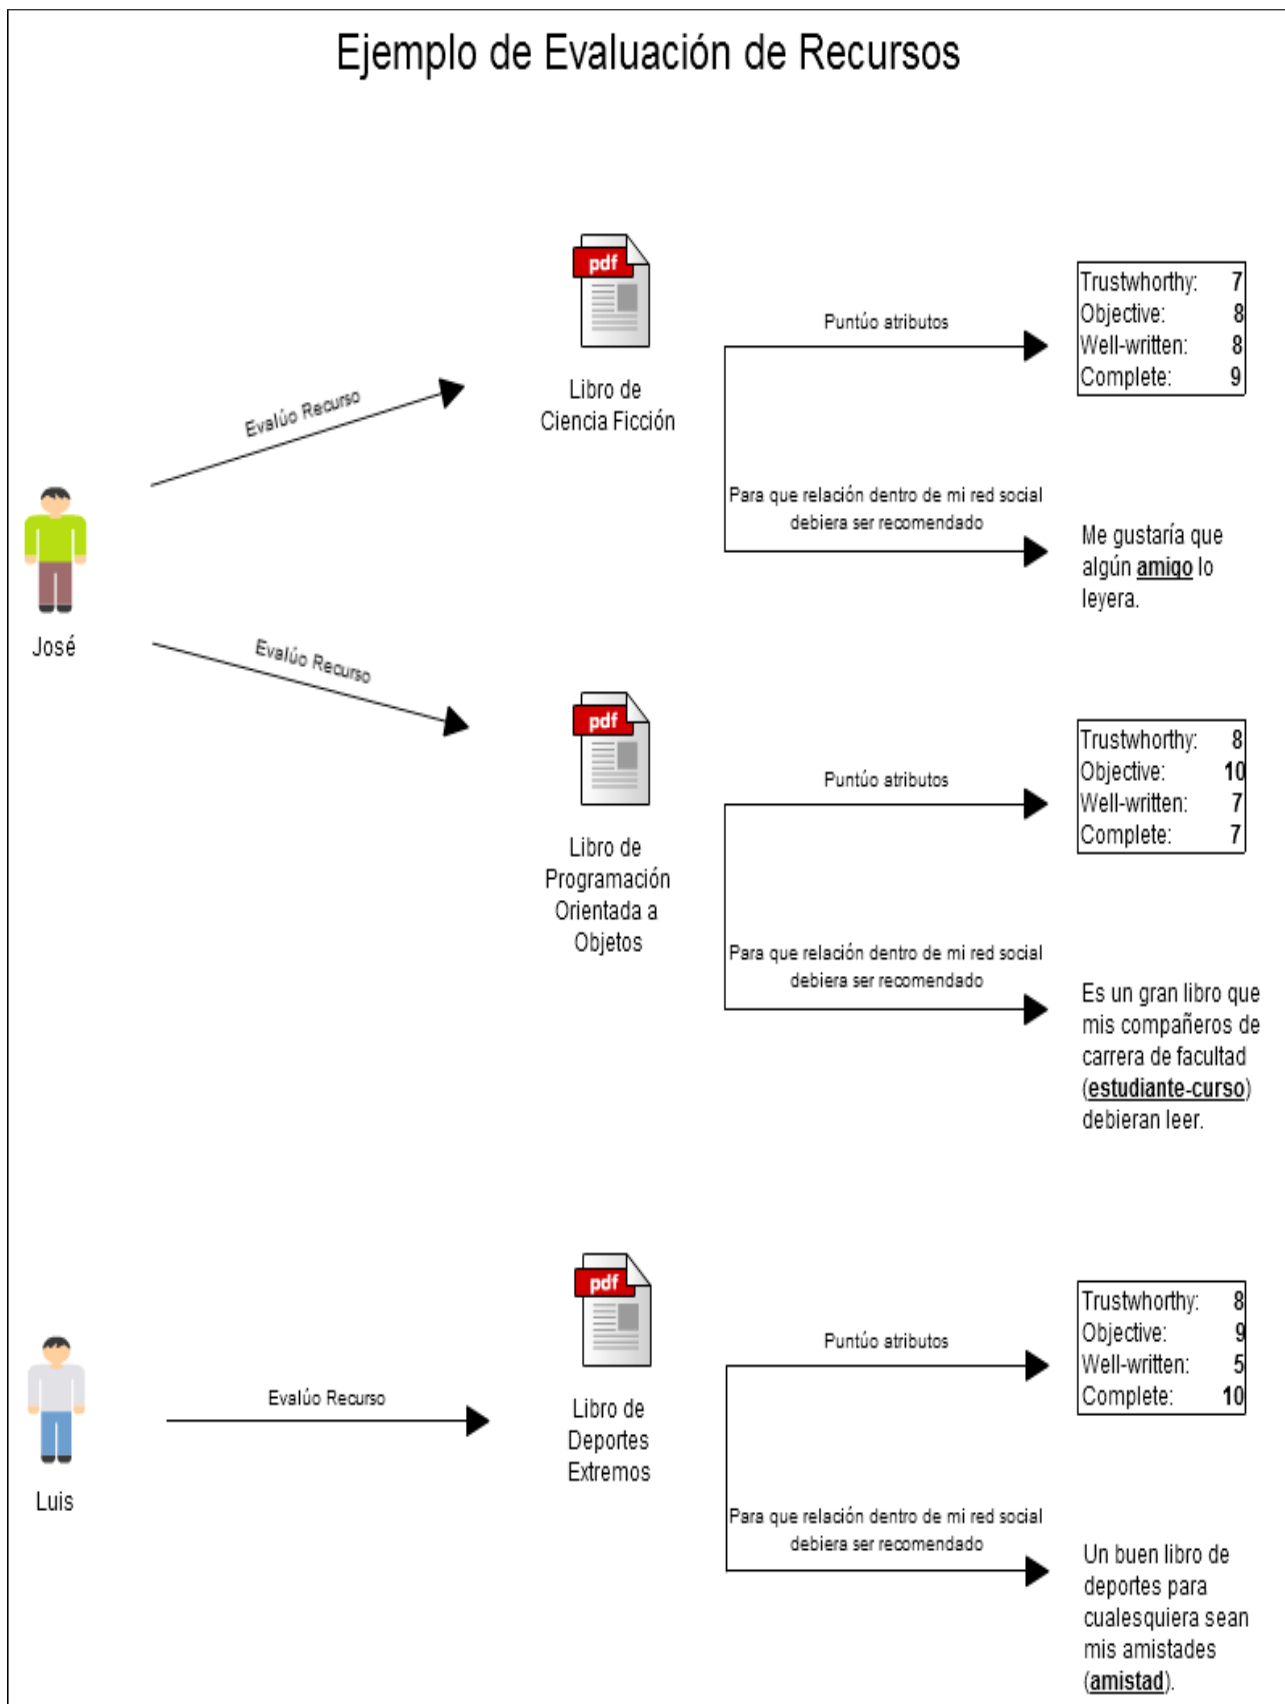 Ejemplo de Evaluación de Recursos
pdf
Libro de
Ciencia Ficción
Puntúo atributos
Trustwhorthy: 7
Objective: 8
Well-written: 8
Complete: 9
Evalúo Recurso
Para que relación dentro de mi red social
debiera ser recomendado
Me gustaría que
algún amigo lo
leyera.
José
Evalúo Recurso
pdf
Libro de
Programación
Orientada a
Objetos
Puntúo atributos
Trustwhorthy: 8
Objective: 10
Well-written: 7
Complete: 7
Para que relación dentro de mi red social
debiera ser recomendado
Es un gran libro que
mis compañeros de
carrera de facultad
(estudiante-curso)
debieran leer.
Luis
Evalúo Recurso
pdf
Libro de
Deportes
Extremos
Puntúo atributos
Trustwhorthy: 8
Objective: 9
Well-written: 5
Complete: 10
Para que relación dentro de mi red social
debiera ser recomendado
Un buen libro de
deportes para
cualesquiera sean
mis amistades
(amistad).